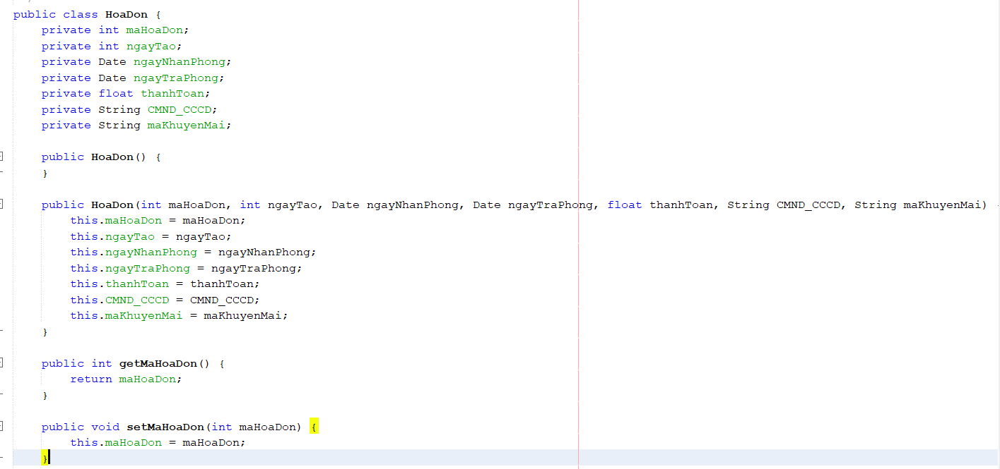 public class HoaDon {
    private int maHoaDon;
    private int ngayTao;
    private Date ngayNhanPhong;
    private Date ngayTraPhong;
    private float thanhToan;
    private String CMND_CCCD;
    private String maKhuyenMai;

    public HoaDon() {
    }

    public HoaDon(int maHoaDon, int ngayTao, Date ngayNhanPhong, Date ngayTraPhong, float thanhToan, String CMND_CCCD, String maKhuyenMai)
        this.maHoaDon = maHoaDon;
        this.ngayTao = ngayTao;
        this.ngayNhanPhong = ngayNhanPhong;
        this.ngayTraPhong = ngayTraPhong;
        this.thanhToan = thanhToan;
        this.CMND_CCCD = CMND_CCCD;
        this.maKhuyenMai = maKhuyenMai;
    }

    public int getMaHoaDon() {
        return maHoaDon;
    }

    public void setMaHoaDon(int maHoaDon) {
        this.maHoaDon = maHoaDon;
    }